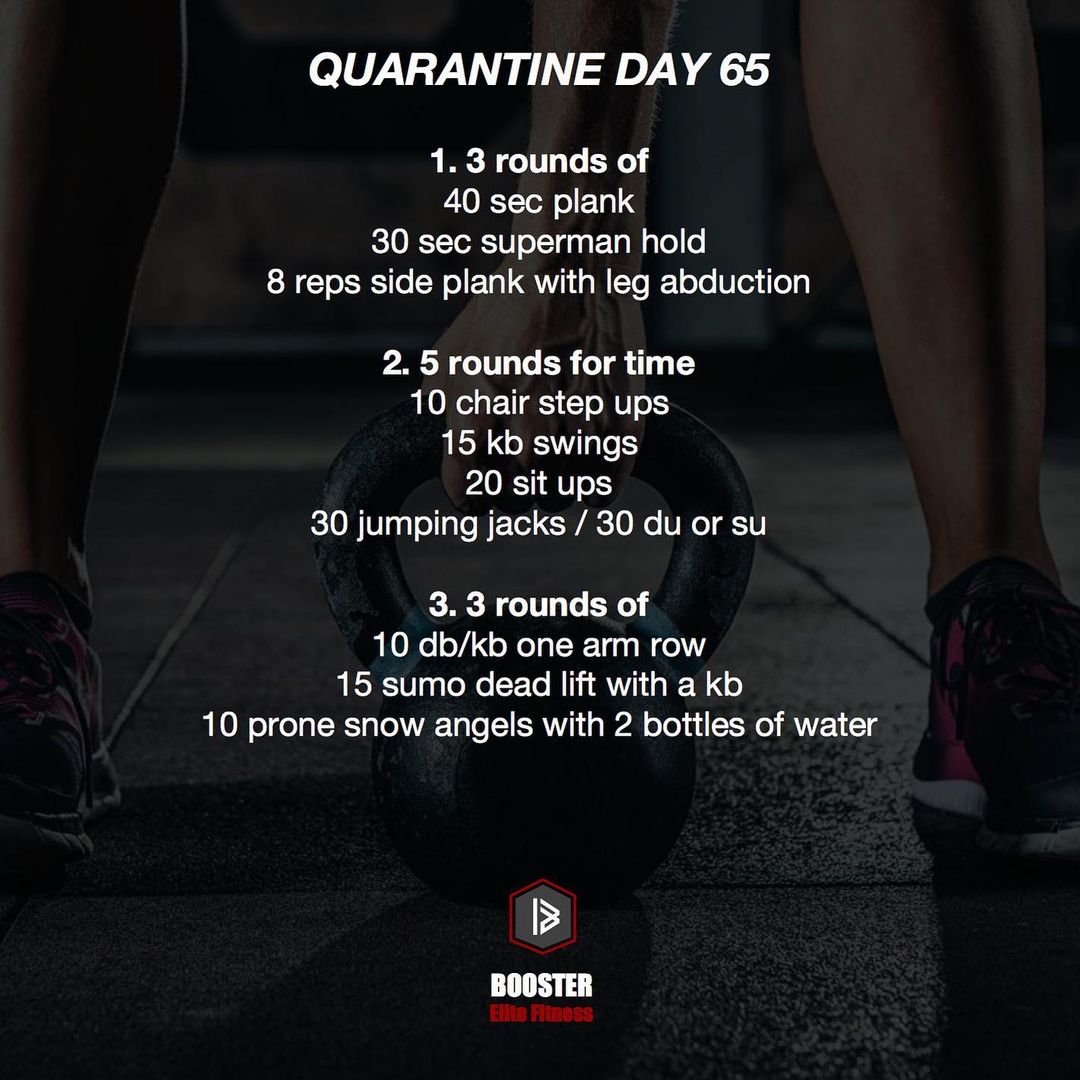 QUARANTINE DAY 65
1. 3 rounds of
40 sec plank
30 sec superman hold
8 reps side plank with leg abduction
2. 5 rounds for time
10 chair step ups
15 kb swings
20 sit ups
30 jumping jacks / 30 du or su
3. 3 rounds of
10 db/kb one arm row
15 sumo dead lift with a kb
10 prone snow angels with 2 bottles of water
BOOSTER
Elite Fitness